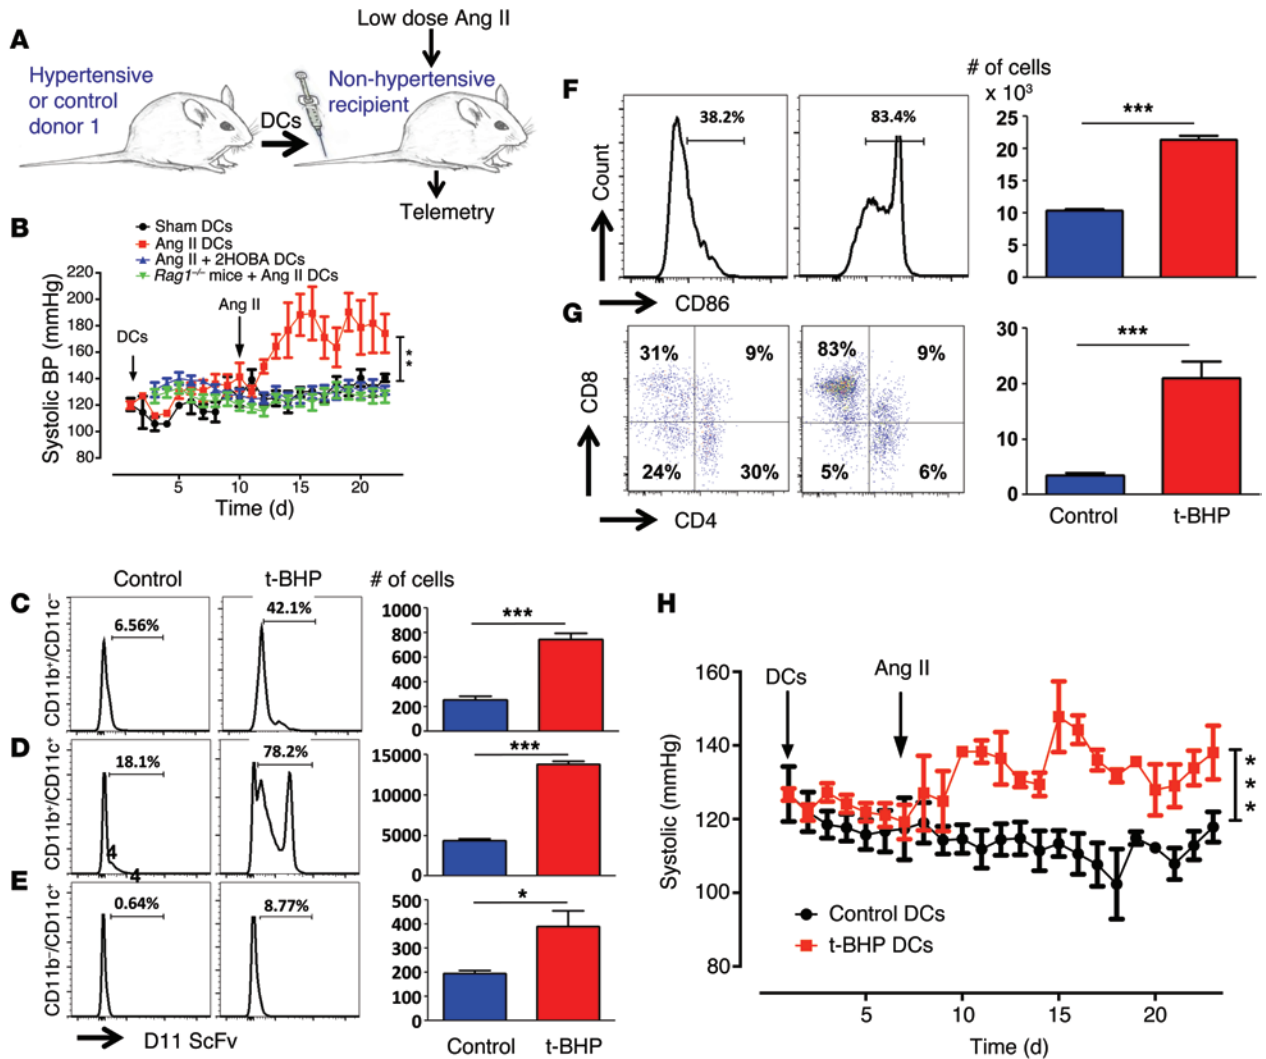 A
Low dose Ang II
Hypertensive
or control
donor 1
DCs
Non-hypertensive
recipient
Telemetry
B
Sham DCs
Ang II DCs
Ang II + 2HOBA DCs
Rag1⁻/⁻ mice + Ang II DCs
Systolic BP (mmHg)
220
200
180
160
140
120
100
80
DCs
Ang II
**
5
10
15
20
Time (d)
Control
t-BHP
# of cells
C
CD11b⁺/CD11c⁻
6.56%
42.1%
1000
800
600
400
200
0
***
D
CD11b⁺/CD11c⁺
18.1%
4
4
78.2%
15000
10000
5000
0
***
E
CD11b⁻/CD11c⁺
0.64%
8.77%
500
400
300
200
100
0
*
D11 ScFv
Control
t-BHP
F
Count
38.2%
83.4%
CD86
# of cells
x 10³
25
20
15
10
5
0
***
G
CD8
31%
9%
24%
30%
83%
9%
5%
6%
CD4
30
20
10
0
***
Control
t-BHP
H
Systolic (mmHg)
160
140
120
100
80
DCs
Ang II
***
Control DCs
t-BHP DCs
5
10
15
20
Time (d)